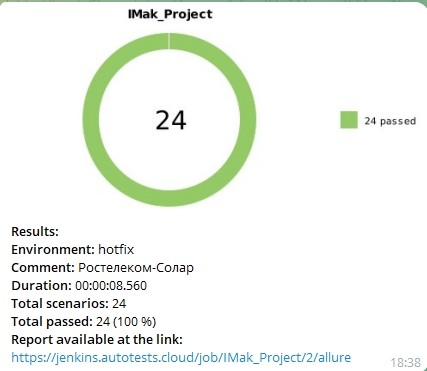 IMak_Project
24
24 passed
Results:
Environment: hotfix
Comment: Ростелеком-Солар
Duration: 00:00:08.560
Total scenarios: 24
Total passed: 24 (100 %)
Report available at the link:
https://jenkins.autotests.cloud/job/IMak_Project/2/allure
18:38